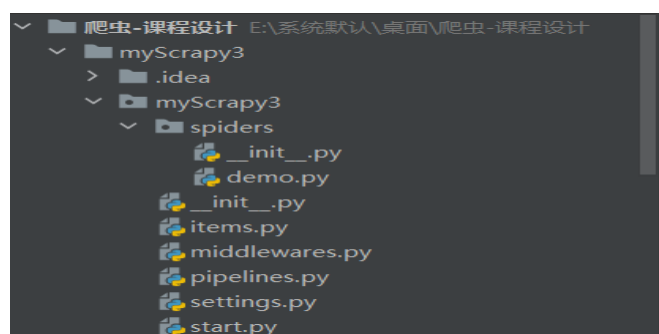 爬虫-课程设计 E:\系统默认\桌面\爬虫-课程设计
myScrapy3
.idea
myScrapy3
spiders
__init__.py
demo.py
__init__.py
items.py
middlewares.py
pipelines.py
settings.py
start.py